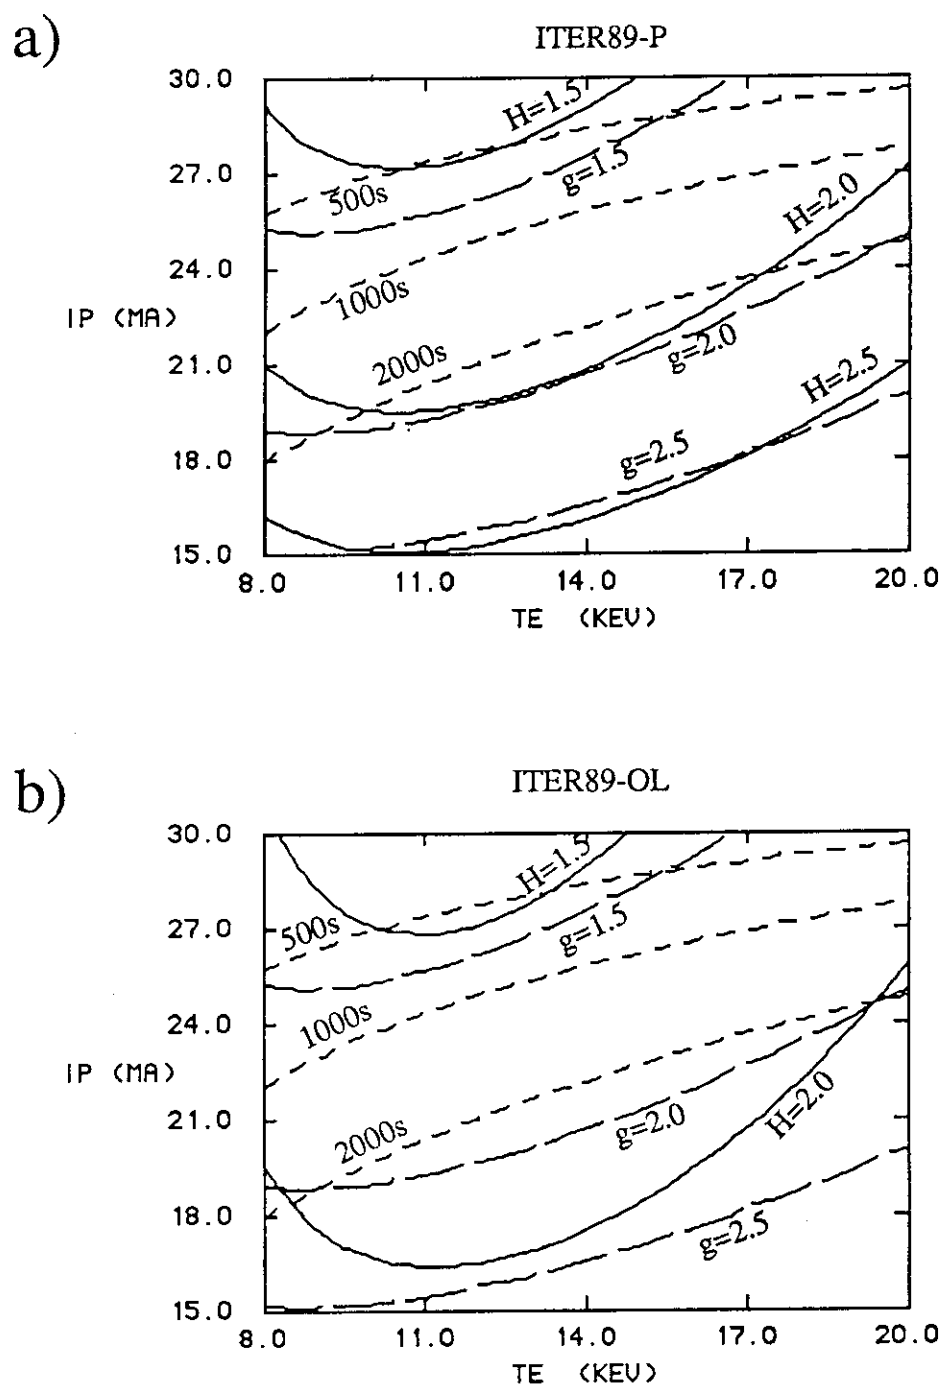 a)
ITER89-P
30.0
27.0
24.0
21.0
18.0
15.0
IP (MA)
H=1.5
g=1.5
500s
H=2.0
1000s
2000s
g=2.0
H=2.5
g=2.5
8.0 11.0 14.0 17.0 20.0
TE (KEV)
b)
ITER89-OL
30.0
27.0
24.0
21.0
18.0
15.0
IP (MA)
H=1.5
500s
g=1.5
1000s
2000s
g=2.0
H=2.0
g=2.5
8.0 11.0 14.0 17.0 20.0
TE (KEV)